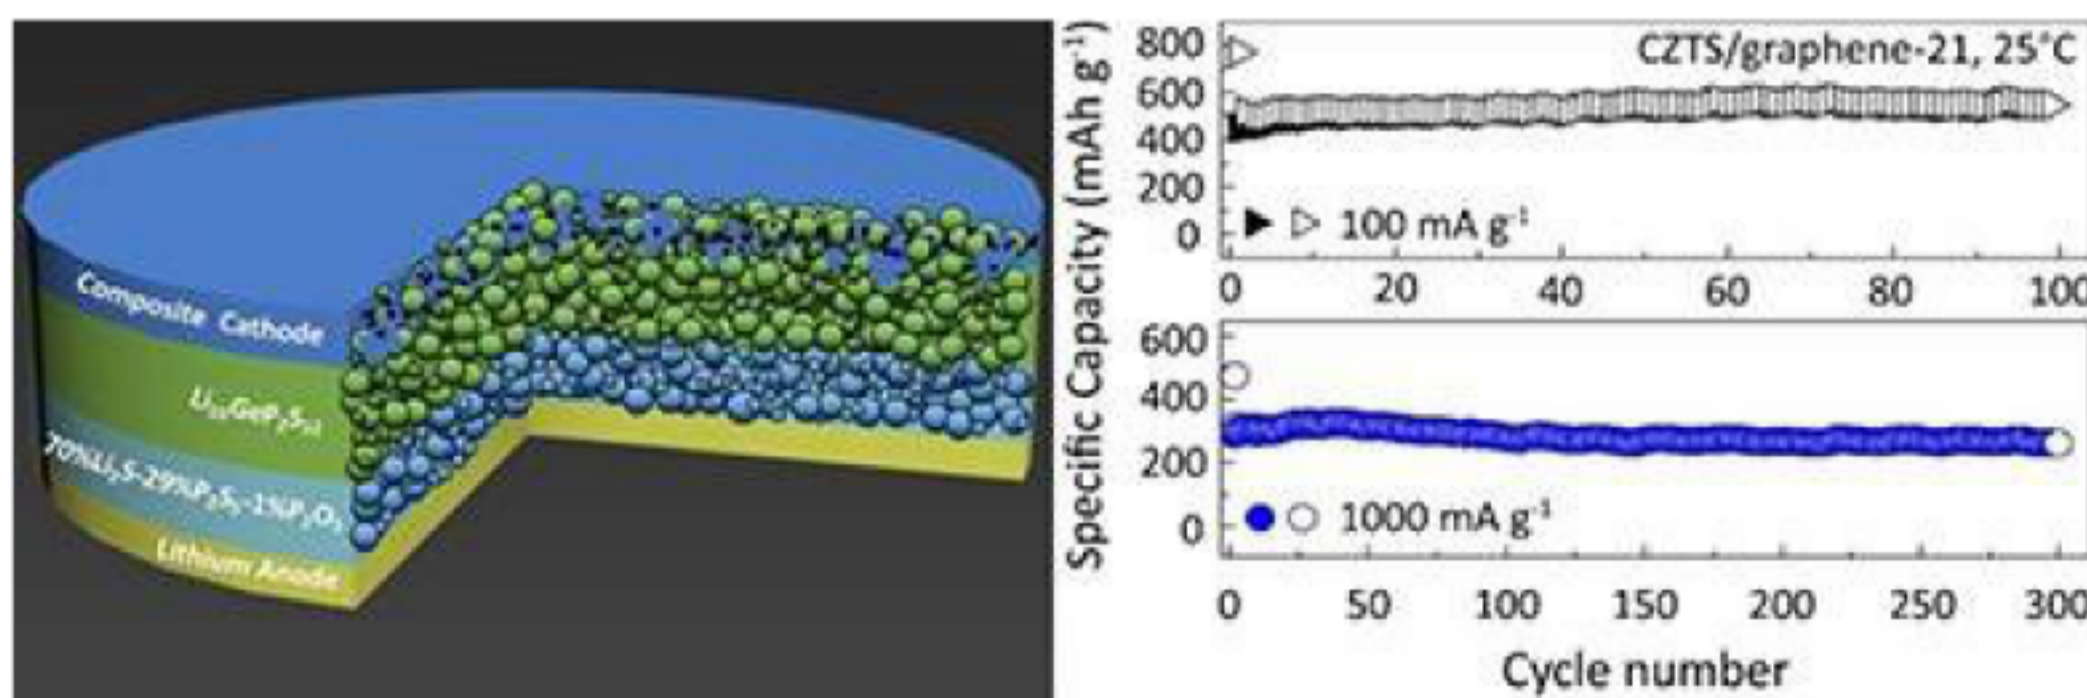 Composite Cathode
Li₁₀GeP₂S₁₂
70%Li₂S-29%P₂S₅-1%P₂O₅
Lithium Anode
Specific Capacity (mAh g⁻¹)
800
600
400
200
0
CZTS/graphene-21, 25°C
100 mA g⁻¹
0 20 40 60 80 100
600
400
200
0
1000 mA g⁻¹
0 50 100 150 200 250 300
Cycle number